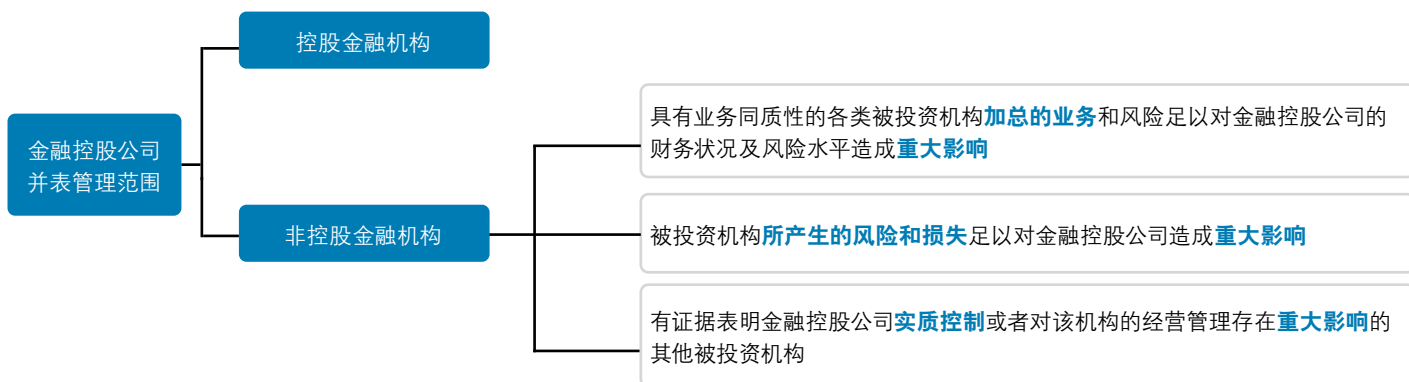 控股金融机构
金融控股公司
并表管理范围
非控股金融机构
具有业务同质性的各类被投资机构加总的业务和风险足以对金融控股公司的
财务状况及风险水平造成重大影响
被投资机构所产生的风险和损失足以对金融控股公司造成重大影响
有证据表明金融控股公司实质控制或者对该机构的经营管理存在重大影响的
其他被投资机构